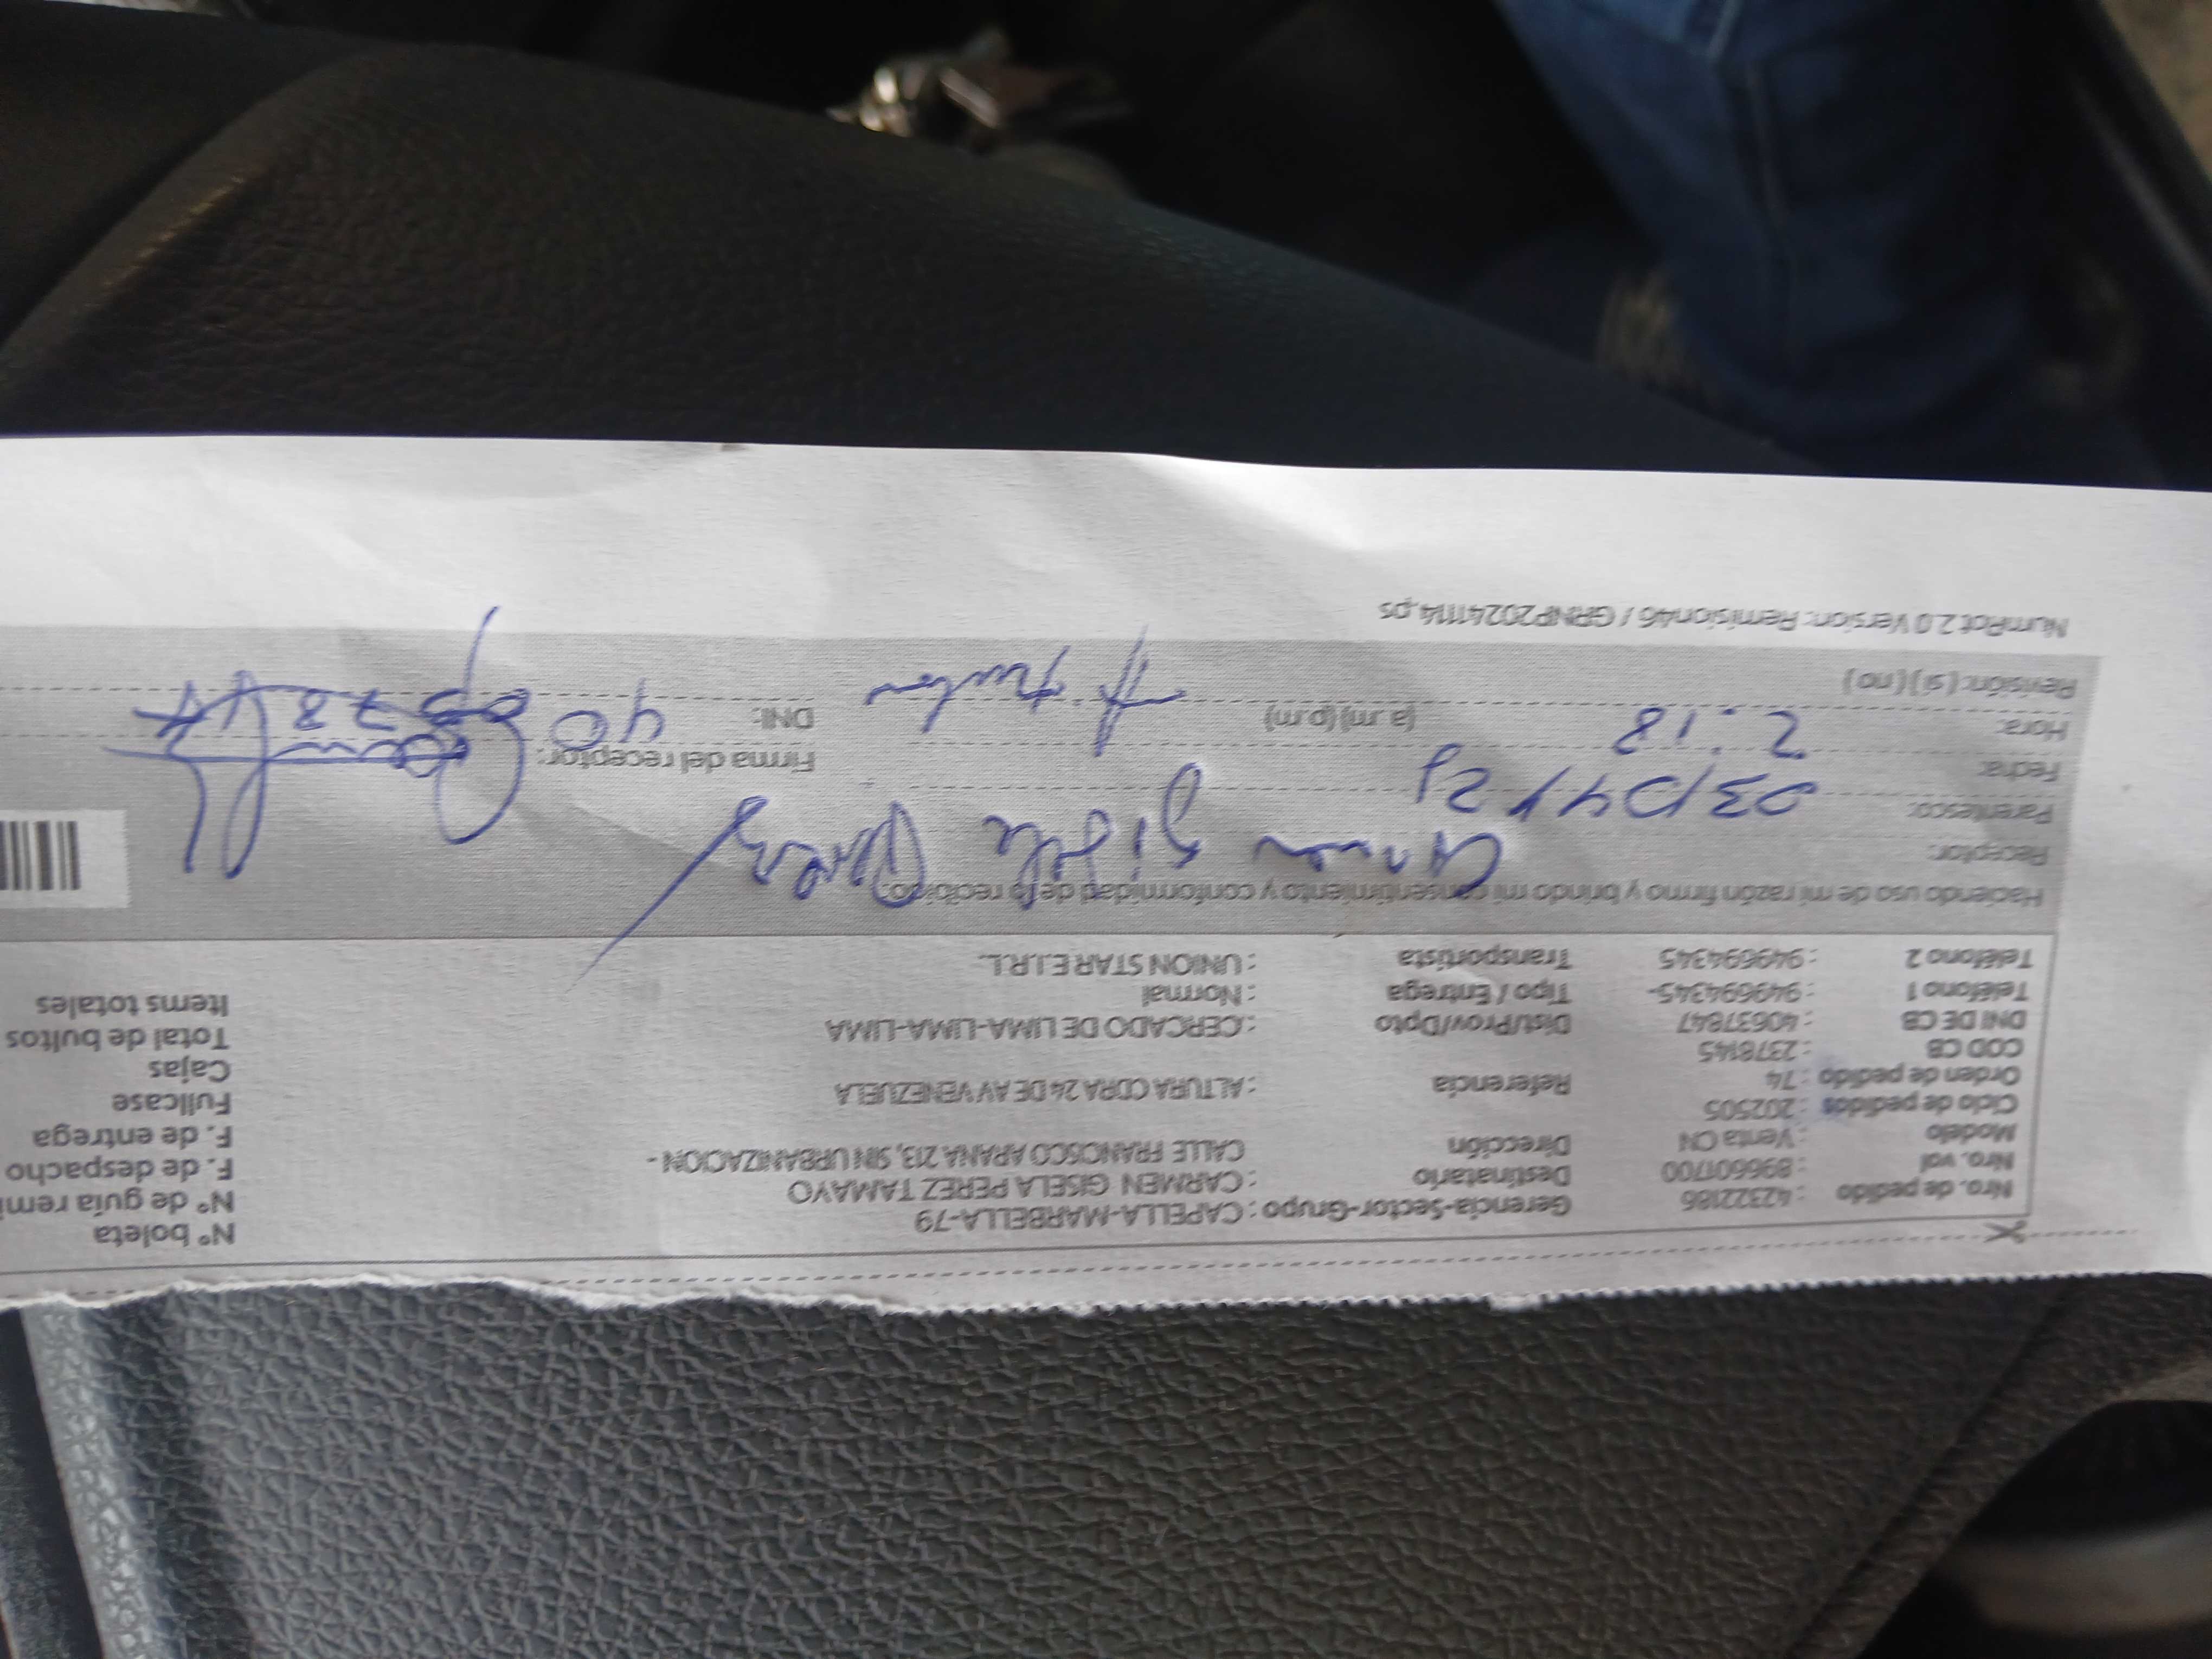 Nro. de pedido : 42322186 Gerencia-Sector-Grupo : CAPELLA-MARBELLA-79 N° boleta
Nro. vol : 896601700 Destinatario : CARMEN GISELA PEREZ TAMAYO N° de guía remi
Modelo : Venta CN Dirección CALLE FRANCISCO ARANA 213, SIN URBANIZACION - F. de despacho
Ciclo de pedidos : 202505 F. de entrega
Orden de pedido : 74 Referencia : ALTURA CDRA 24 DE AV VENEZUELA Fullcase
COD CB : 2378145 Cajas
DNI DE CB : 40637847 Dist/Prov/Dpto : CERCADO DE LIMA-LIMA-LIMA Total de bultos
Teléfono 1 : 949694345- Tipo / Entrega : Normal Items totales
Teléfono 2 : 949694345 Transportista : UNION STAR E.I.R.L.
Haciendo uso de mi razón firmo y brindo mi consentimiento y conformidad de lo recibido.
Receptor: Carmen Perez
Parentesco:
Fecha: 03/04/25 Firma del receptor:
Hora: 2:18 (a.m)(p.m) DNI:
Revisión: (si) (no)
NumPct 2.0 Version: Remision46 / GRNP20241114.ps